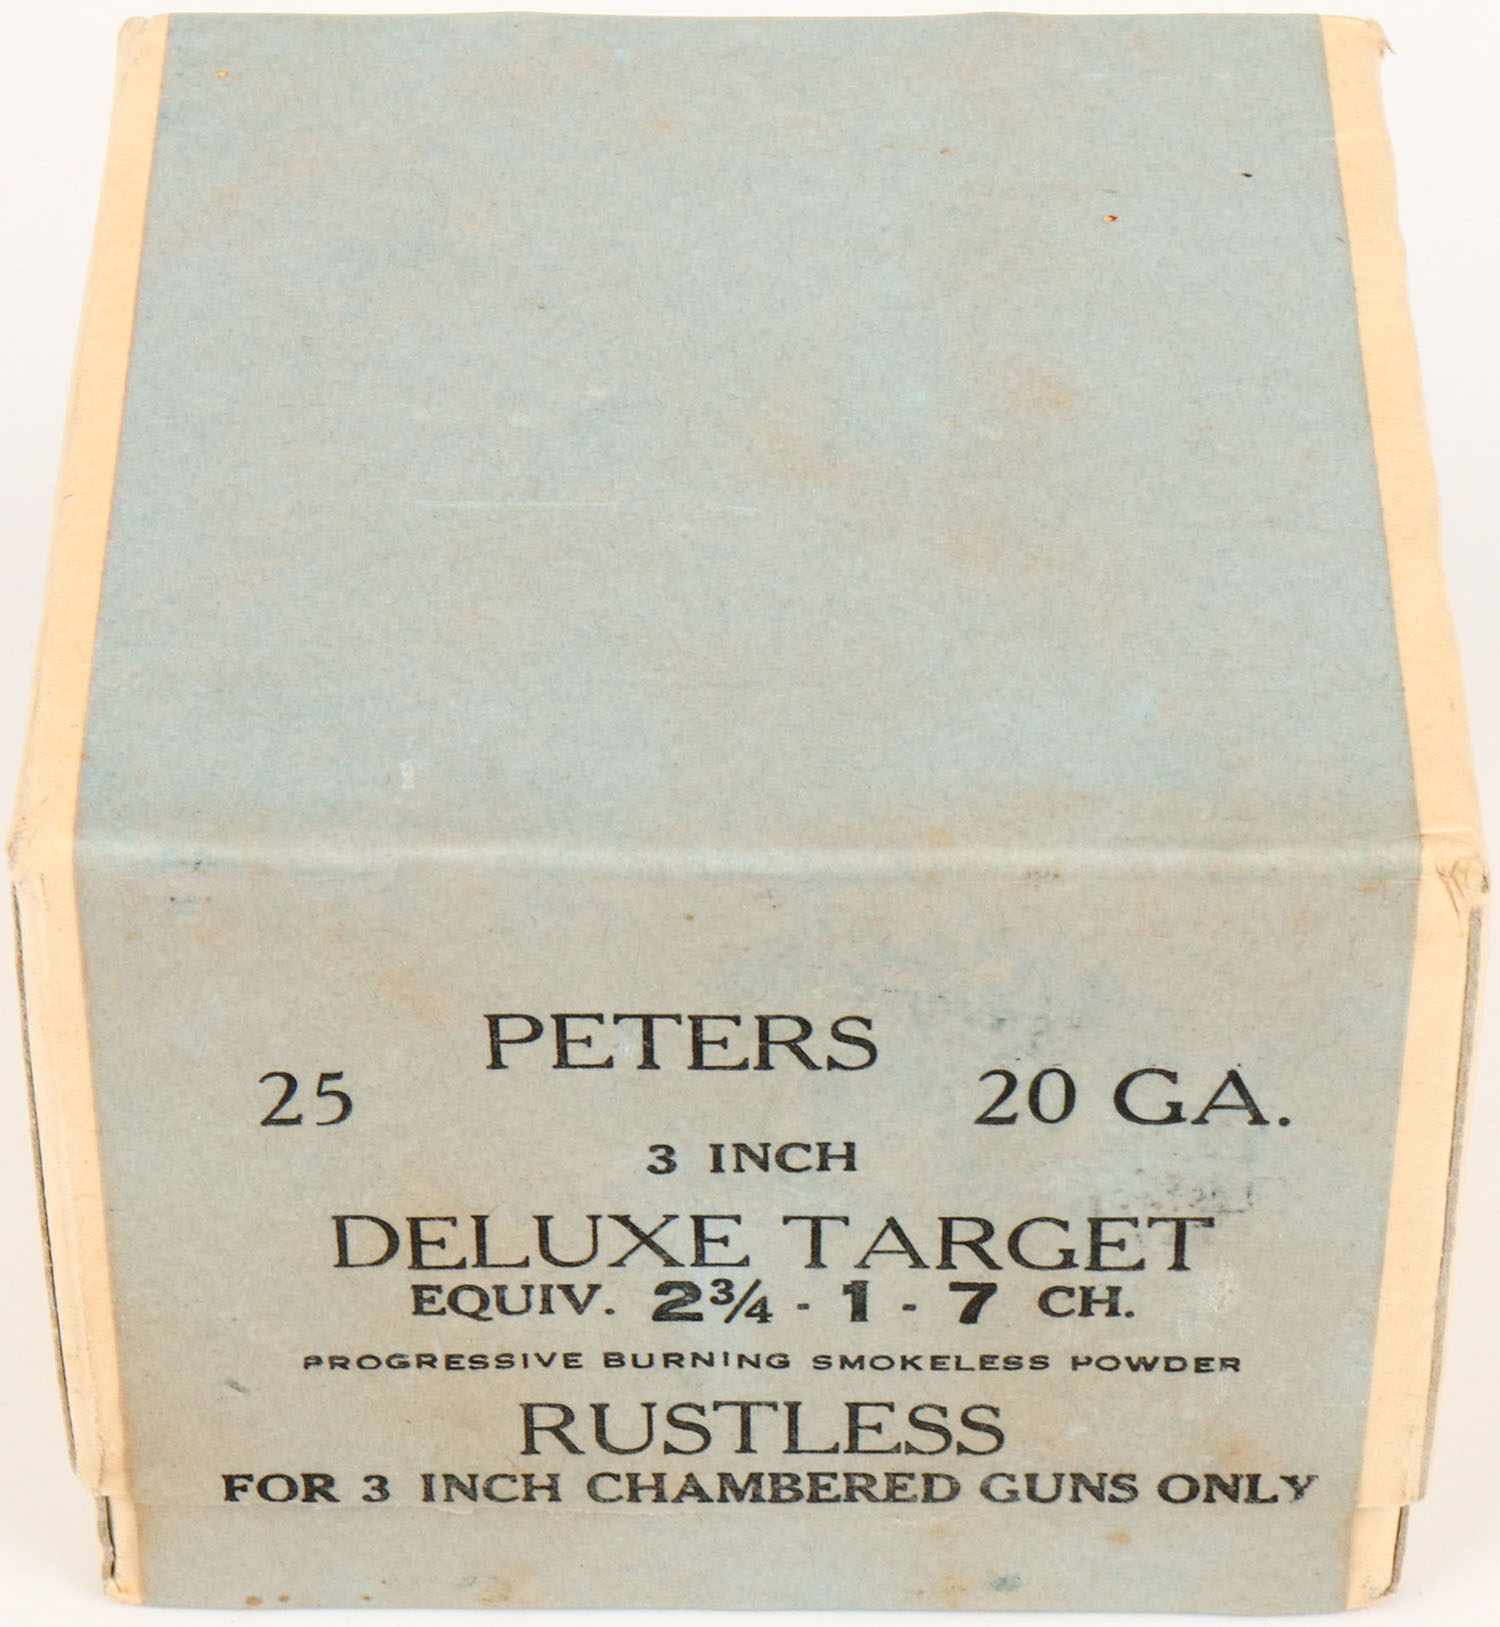 PETERS
25 20 GA.
3 INCH
DELUXE TARGET
EQUIV. 2¾ - 1 - 7 CH.
PROGRESSIVE BURNING SMOKELESS POWDER
RUSTLESS
FOR 3 INCH CHAMBERED GUNS ONLY